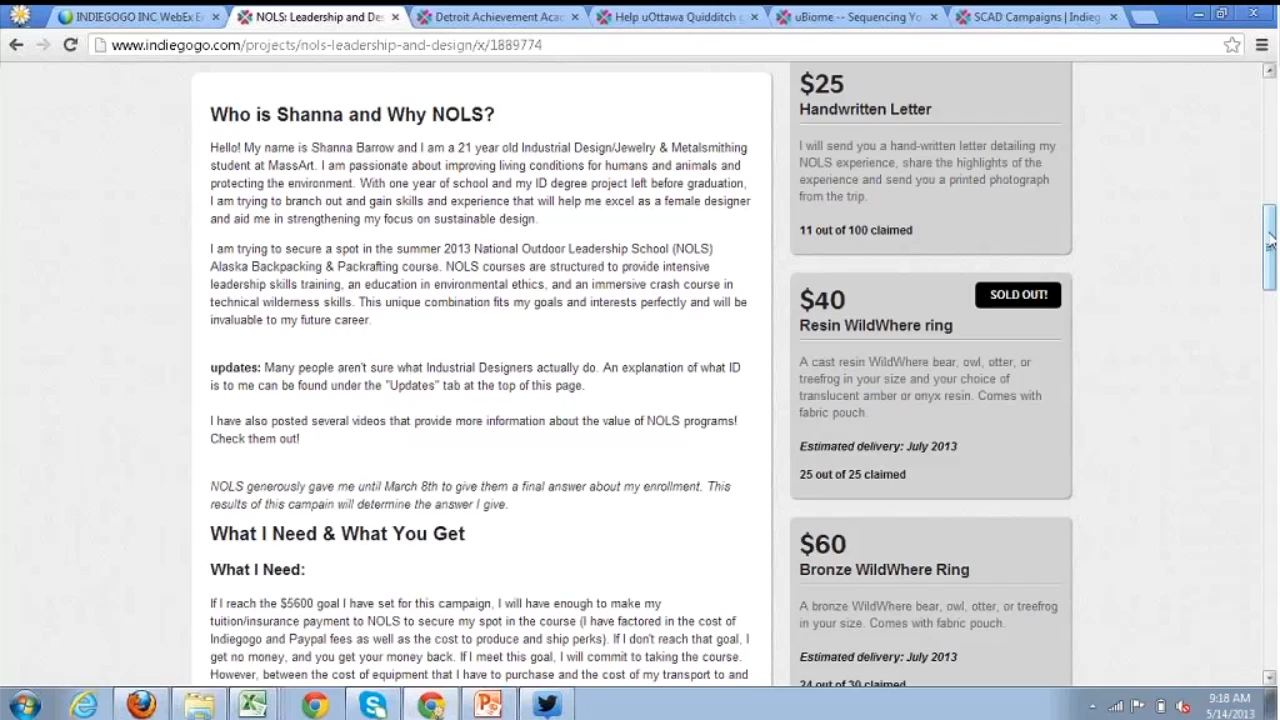 INDIEGOGO INC WebEx E
NOLS: Leadership and Des
Detroit Achievement Aca
Help uOttawa Quidditch
uBiome -- Sequencing Yo
SCAD Campaigns | Indieg
www.indiegogo.com/projects/nols-leadership-and-design/x/1889774
Who is Shanna and Why NOLS?
Hello! My name is Shanna Barrow and I am a 21 year old Industrial Design/Jewelry & Metalsmithing
student at MassArt. I am passionate about improving living conditions for humans and animals and
protecting the environment. With one year of school and my ID degree project left before graduation,
I am trying to branch out and gain skills and experience that will help me excel as a female designer
and aid me in strengthening my focus on sustainable design.
I am trying to secure a spot in the summer 2013 National Outdoor Leadership School (NOLS)
Alaska Backpacking & Packrafting course. NOLS courses are structured to provide intensive
leadership skills training, an education in environmental ethics, and an immersive crash course in
technical wilderness skills. This unique combination fits my goals and interests perfectly and will be
invaluable to my future career.
updates: Many people aren't sure what Industrial Designers actually do. An explanation of what ID
is to me can be found under the "Updates" tab at the top of this page.
I have also posted several videos that provide more information about the value of NOLS programs!
Check them out!
NOLS generously gave me until March 8th to give them a final answer about my enrollment. This
results of this campain will determine the answer I give.
What I Need & What You Get
What I Need:
If I reach the $5600 goal I have set for this campaign, I will have enough to make my
tuition/insurance payment to NOLS to secure my spot in the course (I have factored in the cost of
Indiegogo and Paypal fees as well as the cost to produce and ship perks). If I don't reach that goal, I
get no money, and you get your money back. If I meet this goal, I will commit to taking the course.
However, between the cost of equipment that I have to purchase and the cost of my transport to and
$25
Handwritten Letter
I will send you a hand-written letter detailing my
NOLS experience, share the highlights of the
experience and send you a printed photograph
from the trip.
11 out of 100 claimed
$40
SOLD OUT!
Resin WildWhere ring
A cast resin WildWhere bear, owl, otter, or
treefrog in your size and your choice of
translucent amber or onyx resin. Comes with
fabric pouch.
Estimated delivery: July 2013
25 out of 25 claimed
$60
Bronze WildWhere Ring
A bronze WildWhere bear, owl, otter, or treefrog
in your size. Comes with fabric pouch.
Estimated delivery: July 2013
24 out of 30 claimed
9:18 AM
5/14/2013